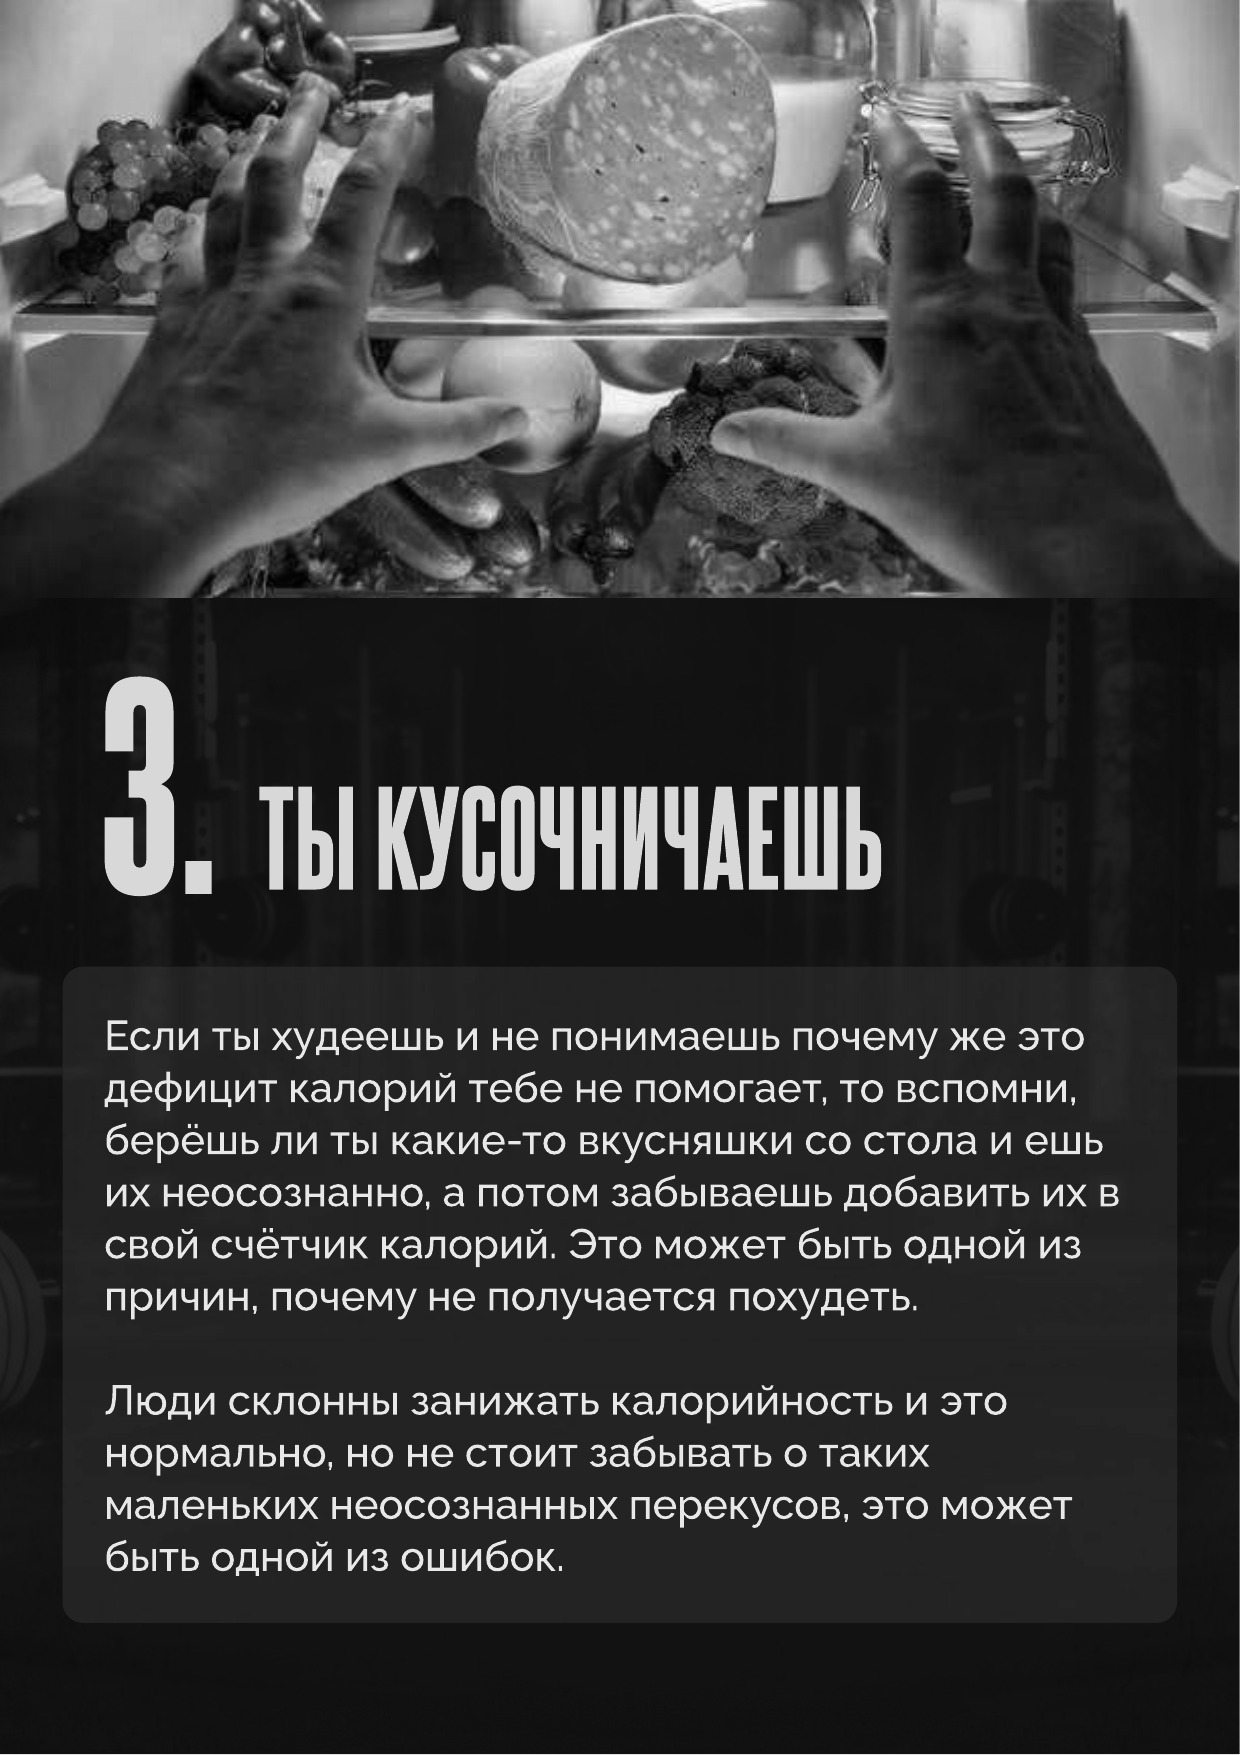 3. ТЫ КУСОЧНИЧАЕШЬ
Если ты худеешь и не понимаешь почему же это
дефицит калорий тебе не помогает, то вспомни,
берёшь ли ты какие-то вкусняшки со стола и ешь
их неосознанно, а потом забываешь добавить их в
свой счётчик калорий. Это может быть одной из
причин, почему не получается похудеть.
Люди склонны занижать калорийность и это
нормально, но не стоит забывать о таких
маленьких неосознанных перекусов, это может
быть одной из ошибок.